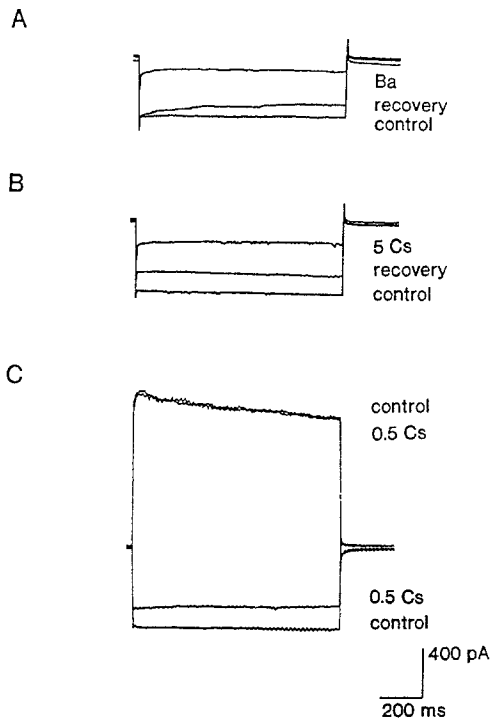 A
Ba
recovery
control
B
5 Cs
recovery
control
C
control
0.5 Cs
0.5 Cs
control
400 pA
200 ms